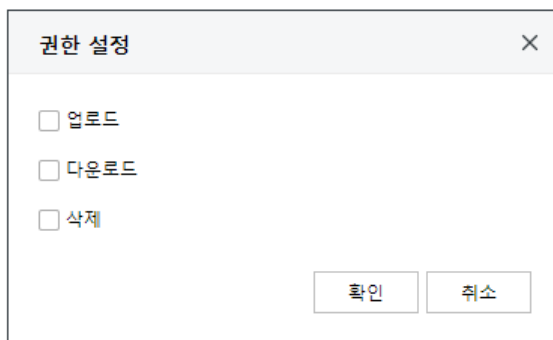 권한 설정
업로드
다운로드
삭제
확인 취소